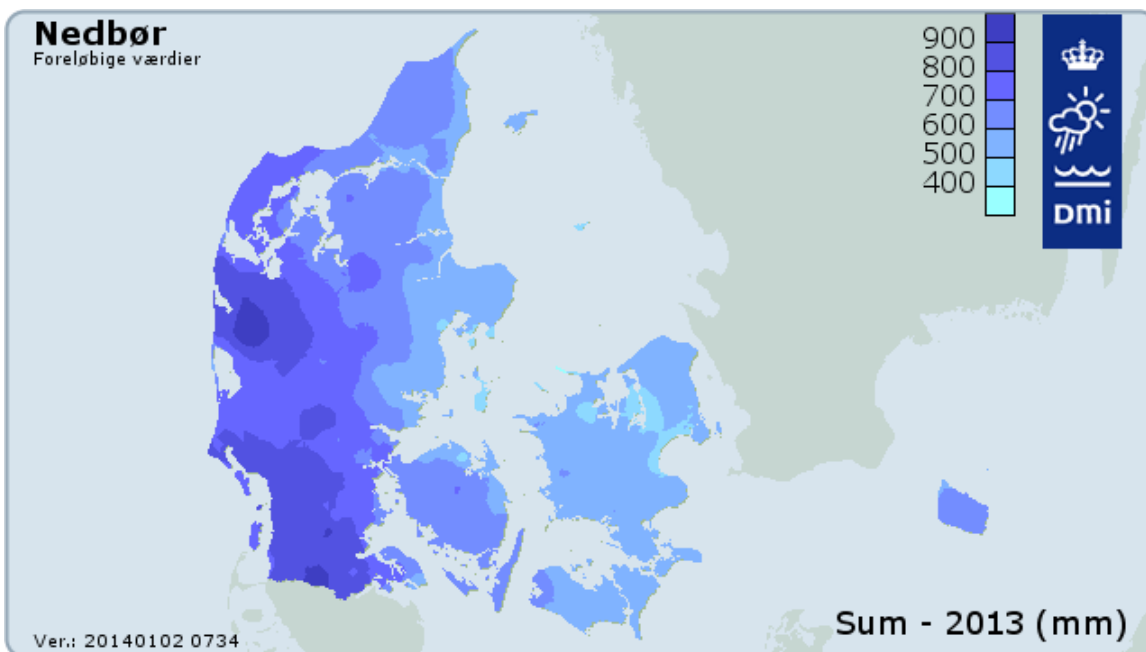 Nedbør
Foreløbige værdier
900
800
700
600
500
400
DMi
Sum - 2013 (mm)
Ver.: 20140102 0734